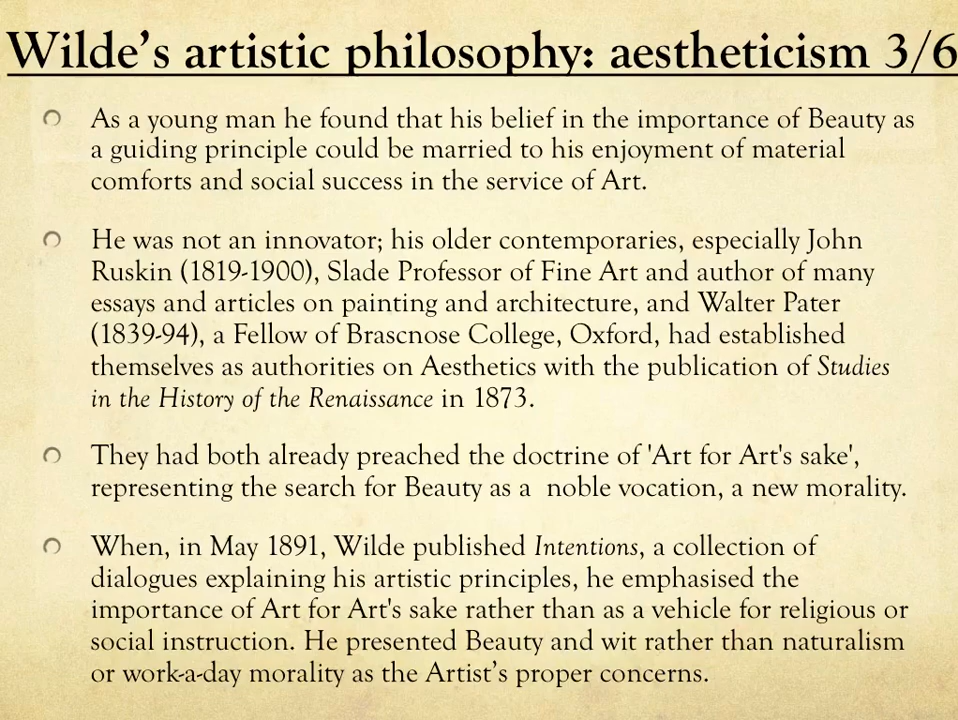 Wilde’s artistic philosophy: aestheticism 3/6
As a young man he found that his belief in the importance of Beauty as
a guiding principle could be married to his enjoyment of material
comforts and social success in the service of Art.
He was not an innovator; his older contemporaries, especially John
Ruskin (1819-1900), Slade Professor of Fine Art and author of many
essays and articles on painting and architecture, and Walter Pater
(1839-94), a Fellow of Brascnose College, Oxford, had established
themselves as authorities on Aesthetics with the publication of Studies
in the History of the Renaissance in 1873.
They had both already preached the doctrine of 'Art for Art's sake',
representing the search for Beauty as a  noble vocation, a new morality.
When, in May 1891, Wilde published Intentions, a collection of
dialogues explaining his artistic principles, he emphasised the
importance of Art for Art's sake rather than as a vehicle for religious or
social instruction. He presented Beauty and wit rather than naturalism
or work-a-day morality as the Artist’s proper concerns.